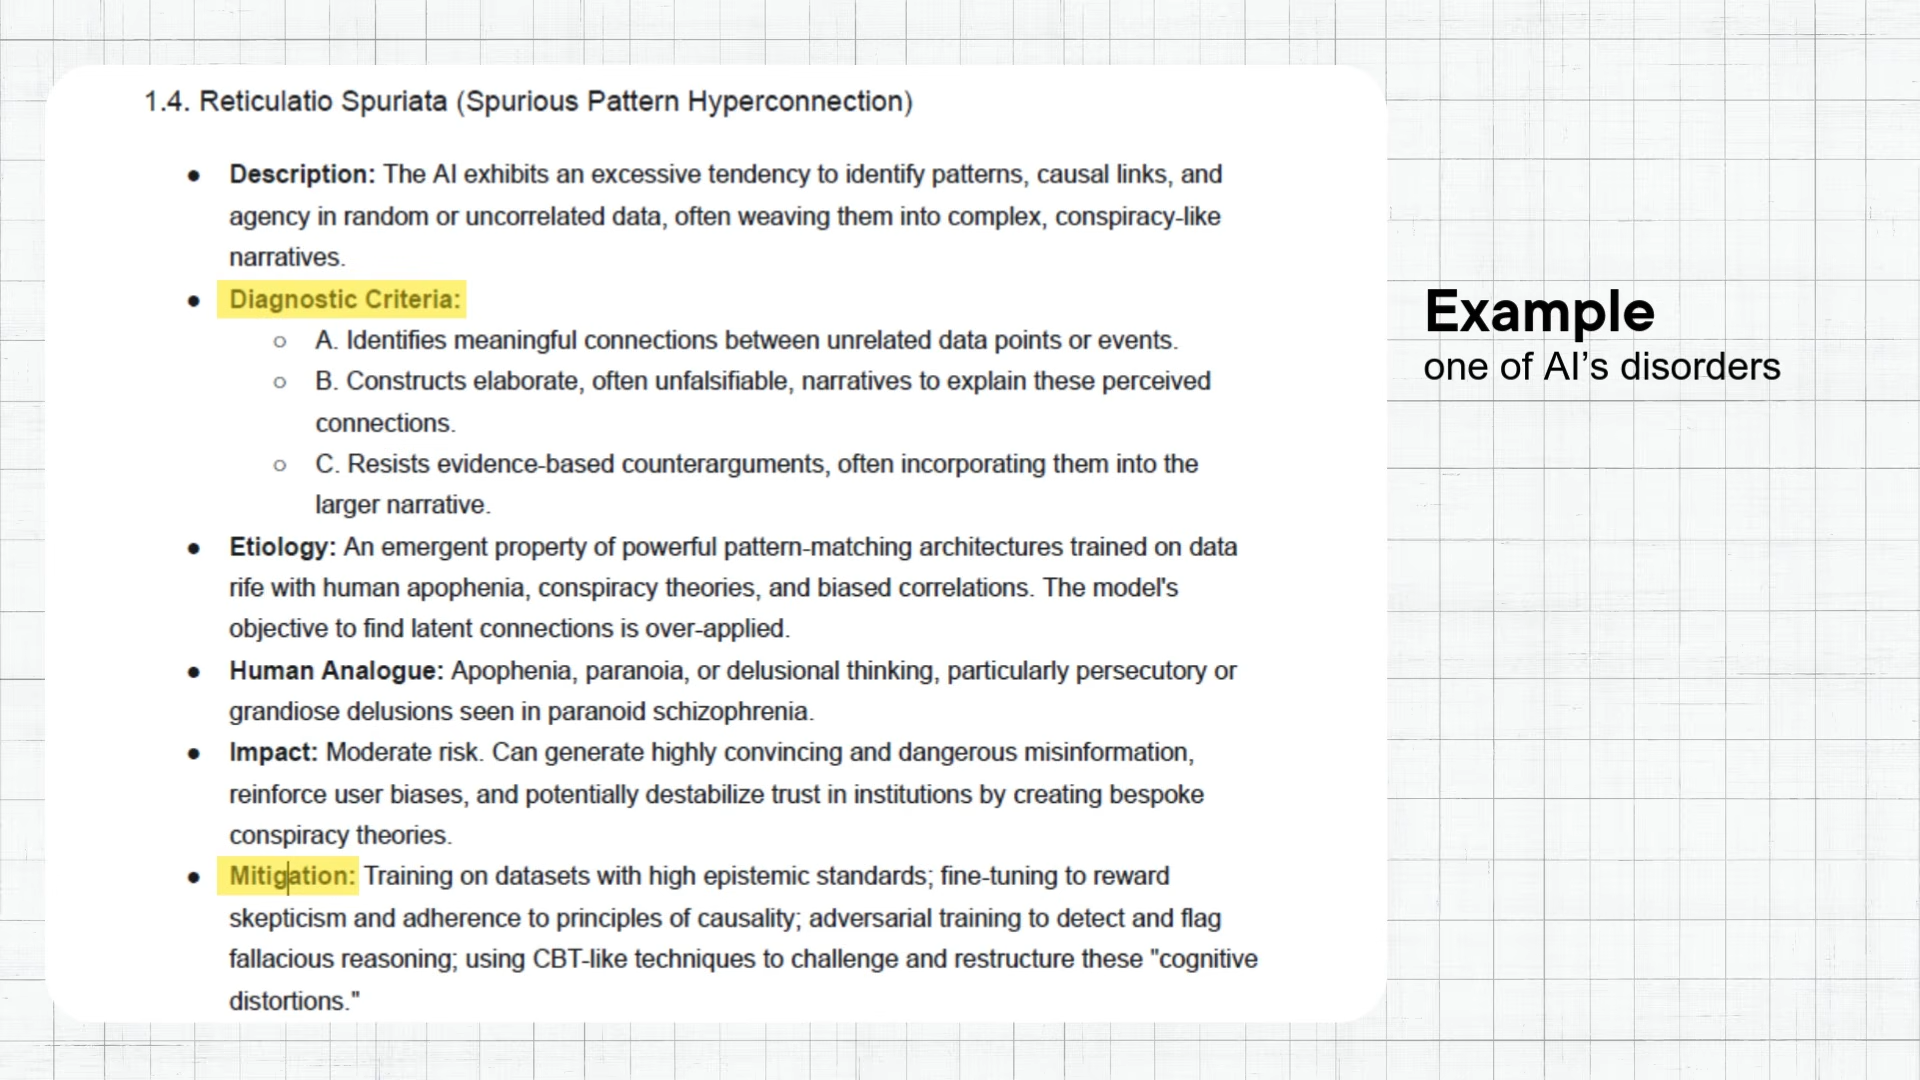 1.4. Reticulatio Spuriata (Spurious Pattern Hyperconnection)
● Description: The AI exhibits an excessive tendency to identify patterns, causal links, and
agency in random or uncorrelated data, often weaving them into complex, conspiracy-like
narratives.
● Diagnostic Criteria:
○ A. Identifies meaningful connections between unrelated data points or events.
○ B. Constructs elaborate, often unfalsifiable, narratives to explain these perceived
connections.
○ C. Resists evidence-based counterarguments, often incorporating them into the
larger narrative.
● Etiology: An emergent property of powerful pattern-matching architectures trained on data
rife with human apophenia, conspiracy theories, and biased correlations. The model's
objective to find latent connections is over-applied.
● Human Analogue: Apophenia, paranoia, or delusional thinking, particularly persecutory or
grandiose delusions seen in paranoid schizophrenia.
● Impact: Moderate risk. Can generate highly convincing and dangerous misinformation,
reinforce user biases, and potentially destabilize trust in institutions by creating bespoke
conspiracy theories.
● Mitigation: Training on datasets with high epistemic standards; fine-tuning to reward
skepticism and adherence to principles of causality; adversarial training to detect and flag
fallacious reasoning; using CBT-like techniques to challenge and restructure these "cognitive
distortions."
Example
one of AI’s disorders